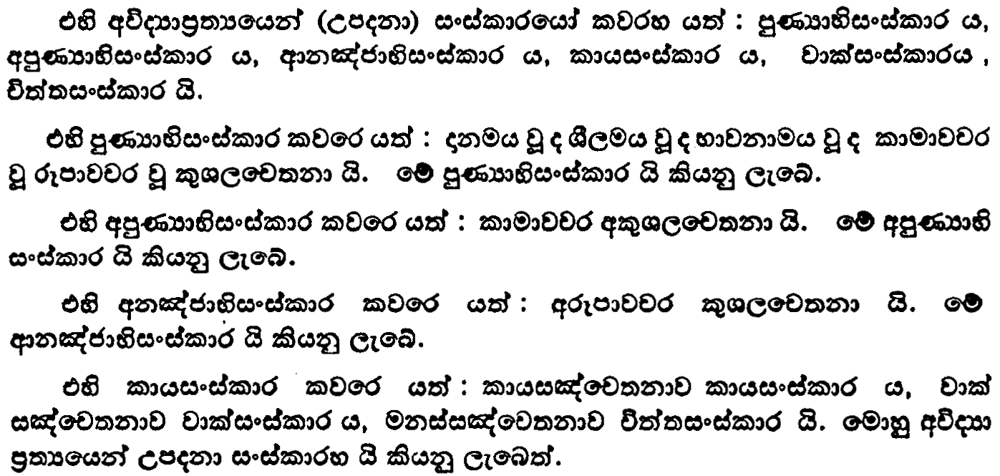 එහි අවිද්‍යාප්‍රත්‍යයෙන් (උපදනා) සංස්කාරයෝ කවරහ යත් : පුණ්‍යාභිසංස්කාර ය,
අපුණ්‍යාභිසංස්කාර ය, ආනඤ්ජාභිසංස්කාර ය, කායසංස්කාර ය, වාක්සංස්කාරය ,
චිත්තසංස්කාර යි.
එහි පුණ්‍යාභිසංස්කාර කවරෙ යත් : දානමය වූ ද ශීලමය වූ ද භාවනාමය වූ ද කාමාවචර
වූ රූපාවචර වූ කුශලචෙතනා යි. මේ පුණ්‍යාභිසංස්කාර යි කියනු ලැබේ.
එහි අපුණ්‍යාභිසංස්කාර කවරෙ යත් : කාමාවචර අකුශලචෙතනා යි. මේ අපුණ්‍යාභි
සංස්කාර යි කියනු ලැබේ.
එහි අනඤ්ජාභිසංස්කාර කවරෙ යත් : අරූපාවචර කුශලචෙතනා යි. මේ
ආනඤ්ජාභිසංස්කාර යි කියනු ලැබේ.
එහි කායසංස්කාර කවරෙ යත් : කායසඤ්චෙතනාව කායසංස්කාර ය, වාක්
සඤ්චෙතනාව වාක්සංස්කාර ය, මනස්සඤ්චෙතනාව චිත්තසංස්කාර යි. මොහු අවිද්‍යා
ප්‍රත්‍යයෙන් උපදනා සංස්කාරහ යි කියනු ලැබෙත්.